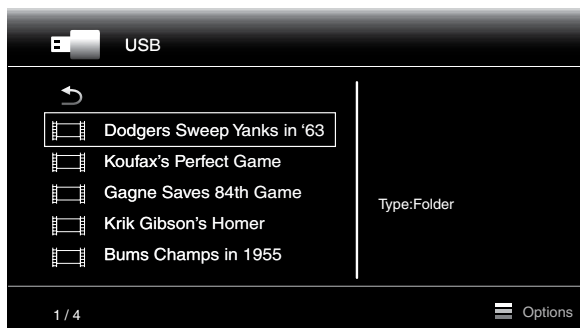 USB
Dodgers Sweep Yanks in ‘63
Koufax’s Perfect Game
Gagne Saves 84th Game
Krik Gibson’s Homer
Bums Champs in 1955
Type:Folder
1 / 4
Options